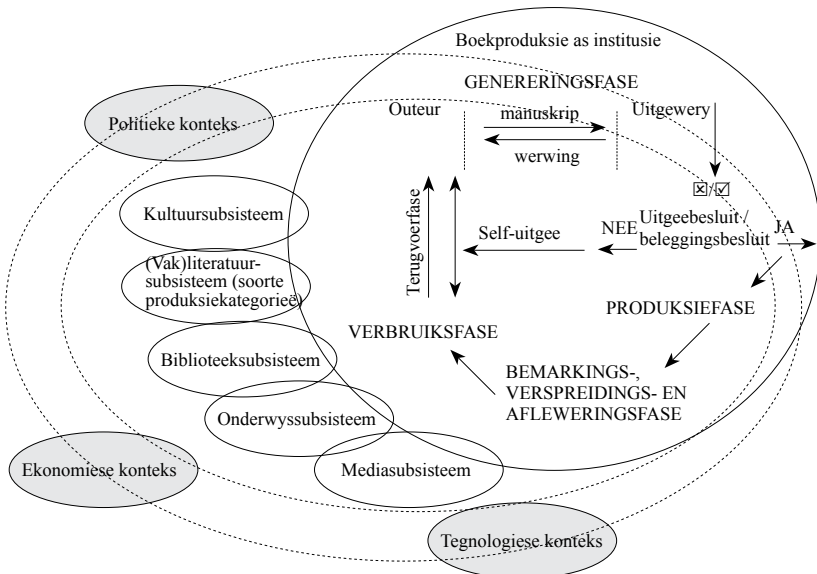 Boekproduksie as institusie
GENERERINGSFASE
Politieke konteks
Outeur
manuskrip
Uitgewery
werwing
☒/☑
Kultuursubsisteem
Terugvoerfase
Self-uitgee
NEE
Uitgeebesluit /
beleggingsbesluit
JA
(Vak)literatuur-
subsisteem (soorte
produksiekategorieë)
PRODUKSIEFASE
VERBRUIKSFASE
Biblioteeksubsisteem
BEMARKINGS-,
VERSPREIDINGS- EN
AFLEWERINGSFASE
Onderwyssubsisteem
Ekonomiese konteks
Mediasubsisteem
Tegnologiese konteks